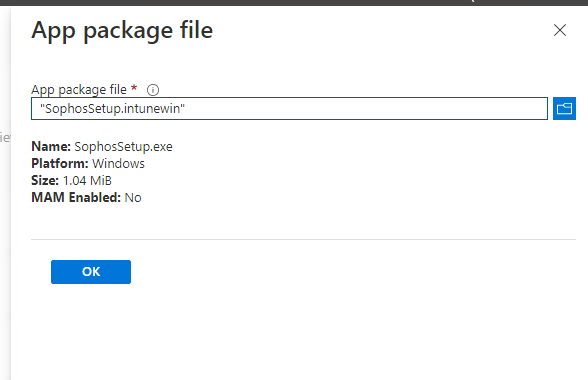 App package file
App package file *
"SophosSetup.intunewin"
Name: SophosSetup.exe
Platform: Windows
Size: 1.04 MiB
MAM Enabled: No
OK